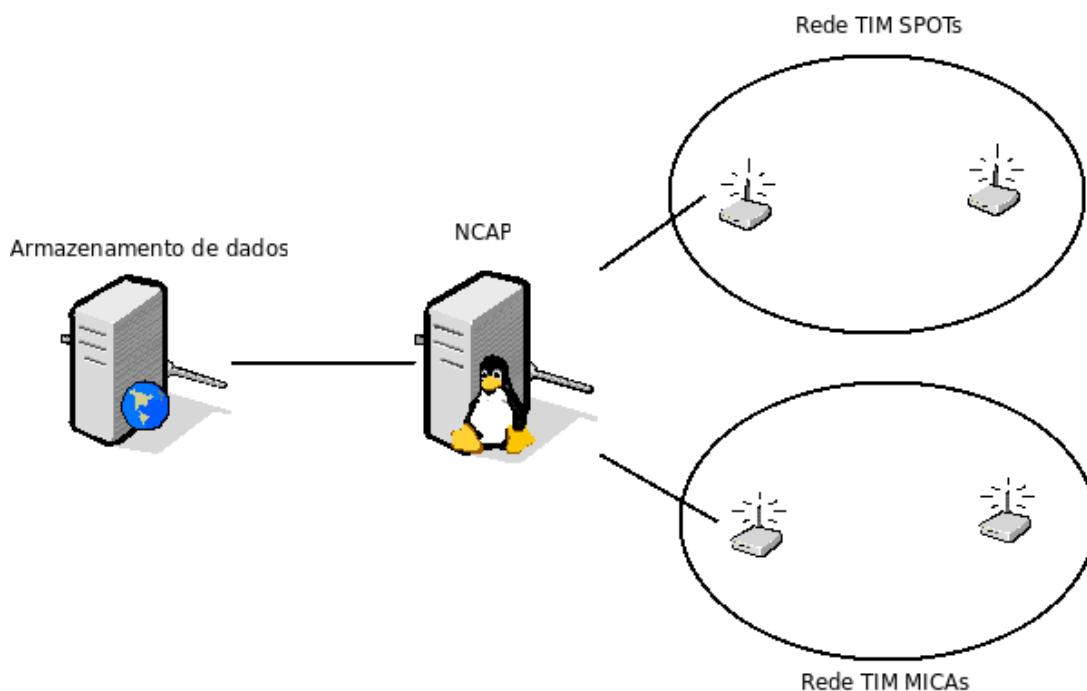 Rede TIM SPOTs
NCAP
Armazenamento de dados
Rede TIM MICAs